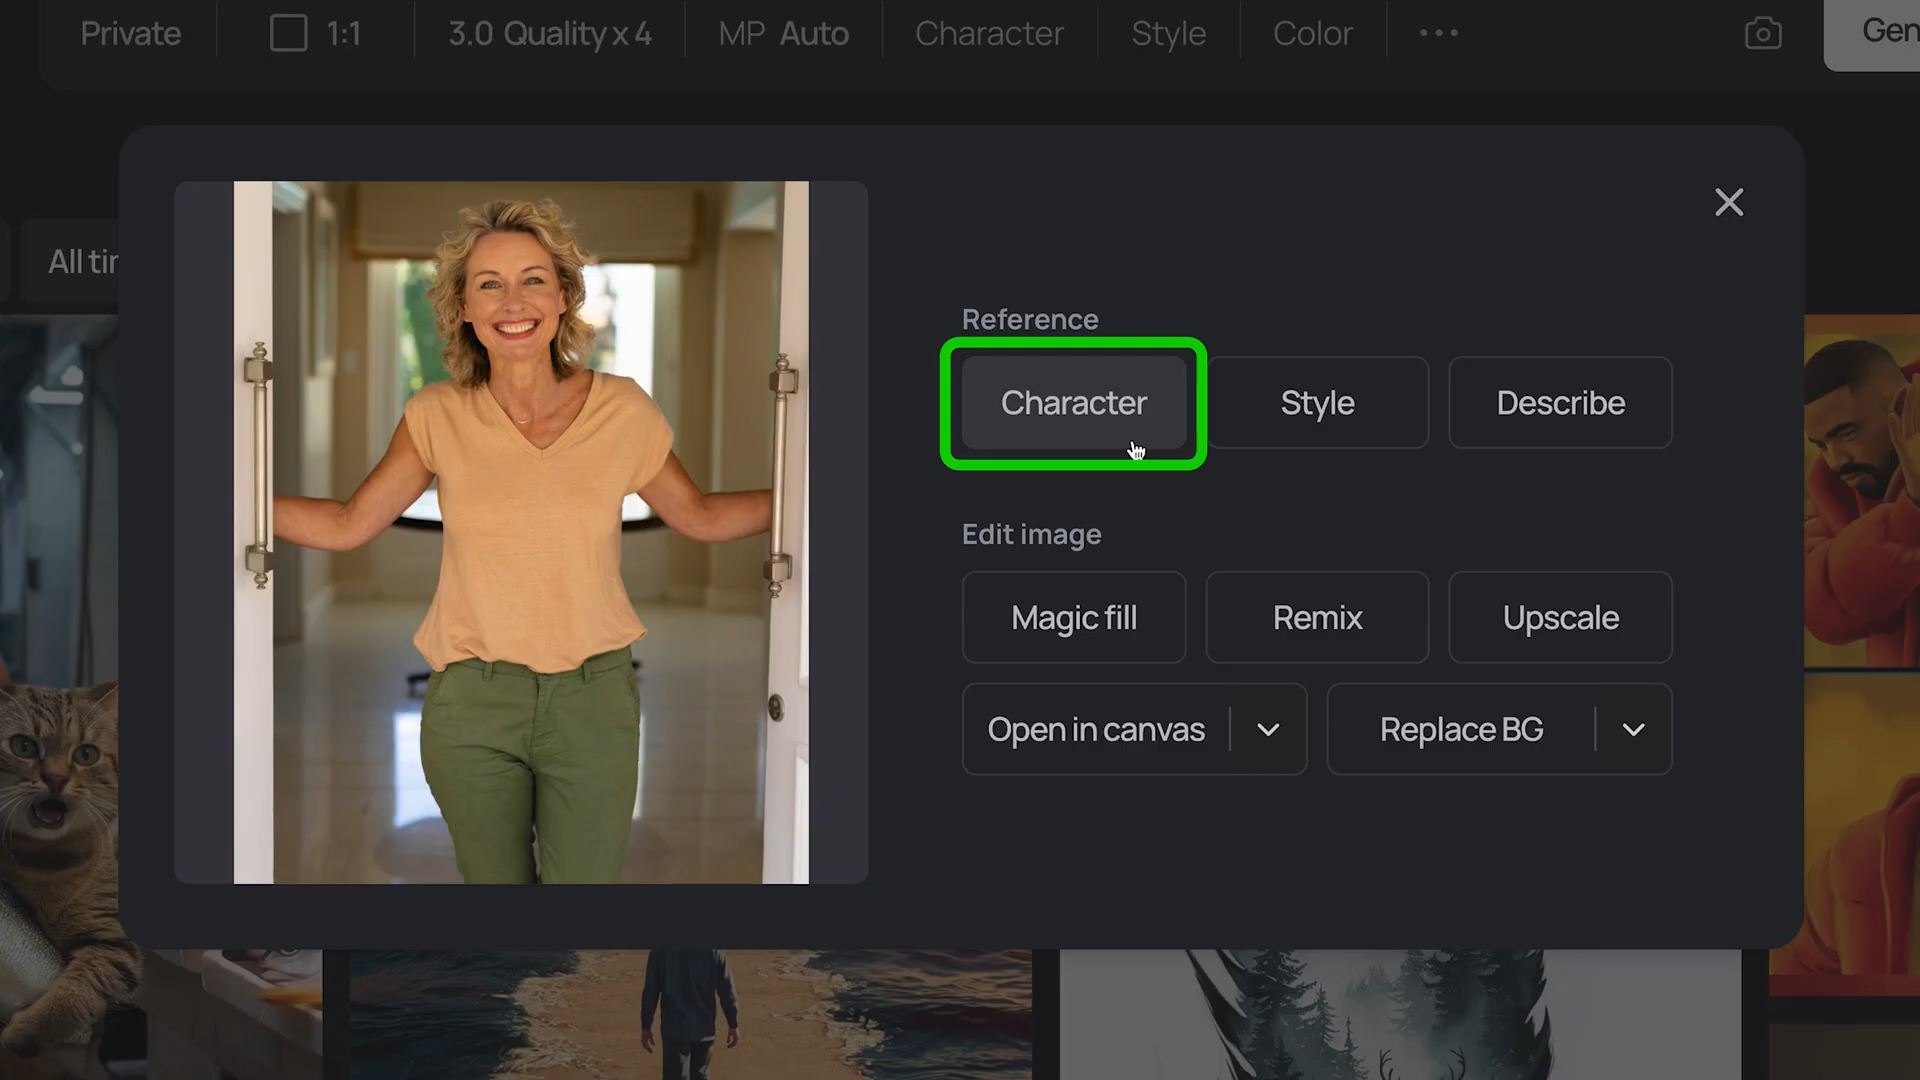 Private
1:1
3.0 Quality x 4
MP Auto
Character
Style
Color
Gen
All tir
Reference
Character
Style
Describe
Edit image
Magic fill
Remix
Upscale
Open in canvas
Replace BG